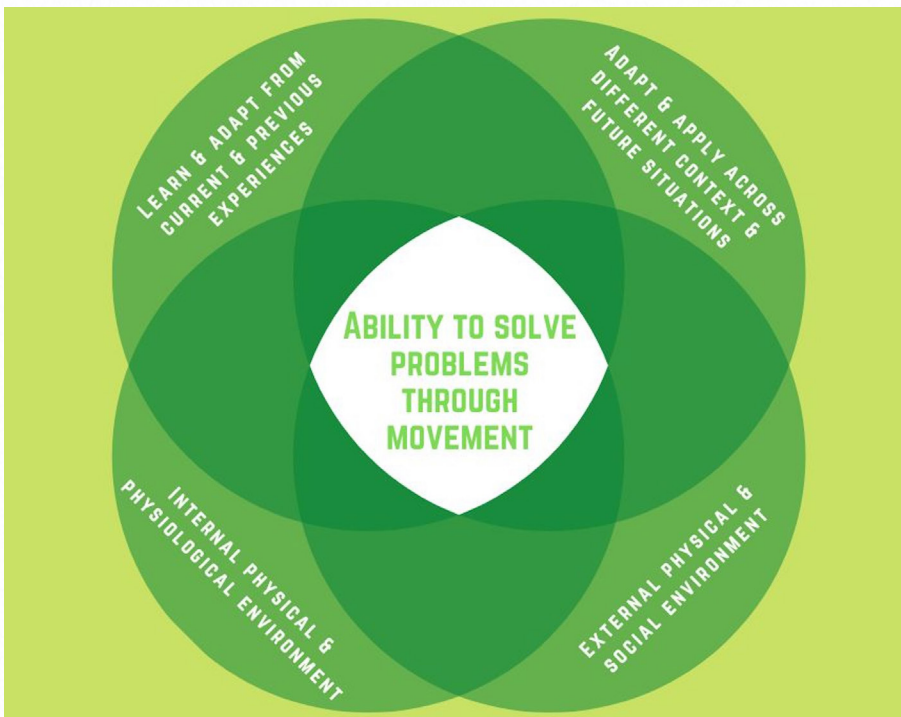 Learn & adapt from
current & previous
experiences
Adapt & apply across
different context &
future situations
Ability to solve
problems
through
movement
Internal physical &
physiological environment
External physical &
social environment